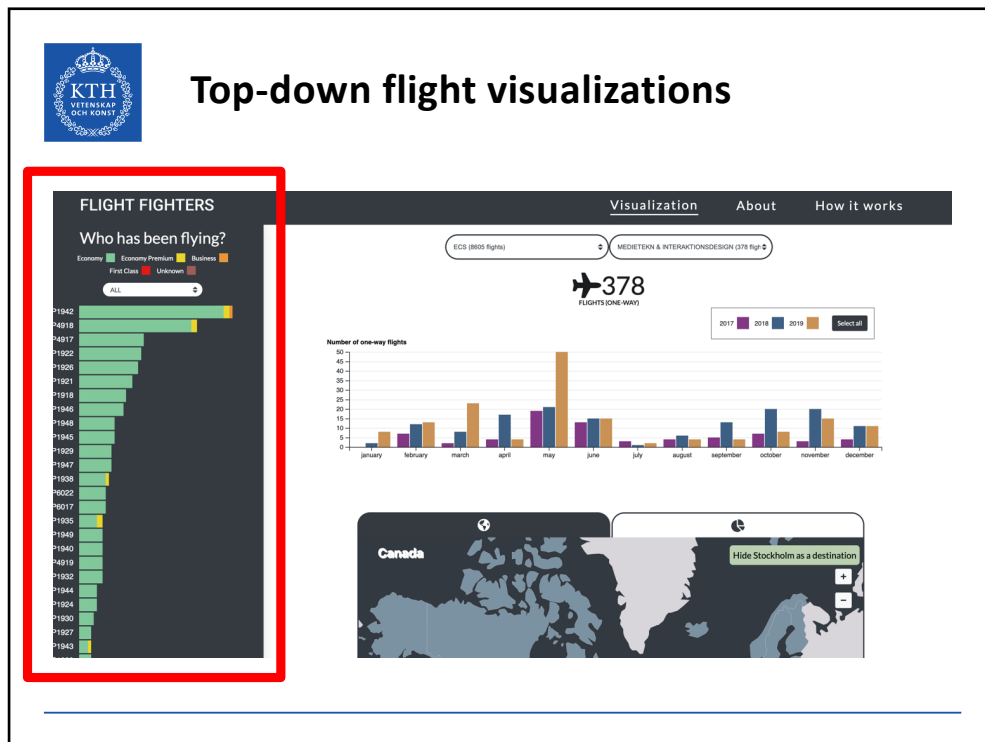 KTH
VETENSKAP
OCH KONST
Top-down flight visualizations
FLIGHT FIGHTERS
Visualization About How it works
Who has been flying?
Economy Economy Premium Business
First Class Unknown
ALL
P1942
P4918
P4917
P1922
P1926
P1921
P1918
P1946
P1948
P1945
P1929
P1947
P1938
P6022
P6017
P1935
P1949
P1940
P4919
P1932
P1944
P1924
P1930
P1927
P1943
ECS (8605 flights)
MEDIETEKN & INTERAKTIONSDESIGN (378 fligh
378
FLIGHTS (ONE-WAY)
2017 2018 2019 Select all
Number of one-way flights
50
45
40
35
30
25
20
15
10
5
0
january february march april may june july august september october november december
Canada
Hide Stockholm as a destination
+
−